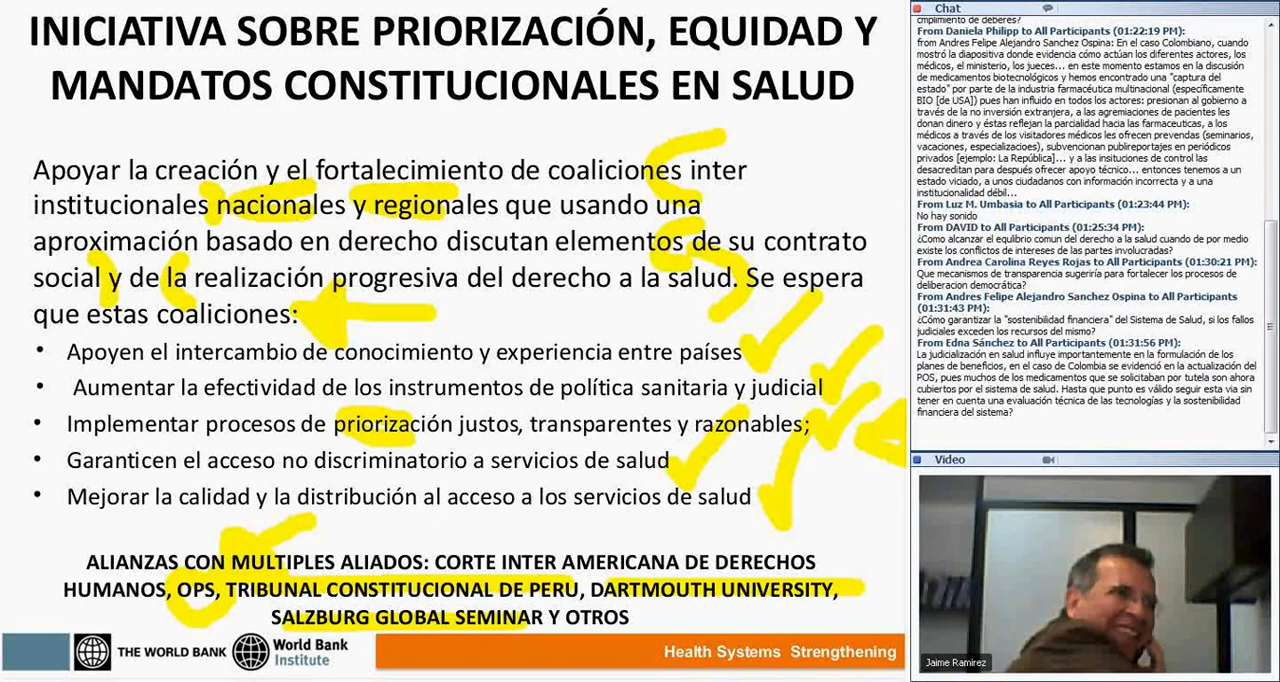 INICIATIVA SOBRE PRIORIZACIÓN, EQUIDAD Y
MANDATOS CONSTITUCIONALES EN SALUD
Apoyar la creación y el fortalecimiento de coaliciones inter
institucionales nacionales y regionales que usando una
aproximación basado en derecho discutan elementos de su contrato
social y de la realización progresiva del derecho a la salud. Se espera
que estas coaliciones:
• Apoyen el intercambio de conocimiento y experiencia entre países
• Aumentar la efectividad de los instrumentos de política sanitaria y judicial
• Implementar procesos de priorización justos, transparentes y razonables;
• Garanticen el acceso no discriminatorio a servicios de salud
• Mejorar la calidad y la distribución al acceso a los servicios de salud
ALIANZAS CON MULTIPLES ALIADOS: CORTE INTER AMERICANA DE DERECHOS
HUMANOS, OPS, TRIBUNAL CONSTITUCIONAL DE PERU, DARTMOUTH UNIVERSITY,
SALZBURG GLOBAL SEMINAR Y OTROS
THE WORLD BANK
World Bank
Institute
Health Systems Strengthening
Chat
cmplimiento de deberes?
From Daniela Philipp to All Participants (01:22:19 PM):
from Andres Felipe Alejandro Sanchez Ospina: En el caso Colombiano, cuando
mostró la diapositiva donde evidencia cómo actúan los diferentes actores, los
médicos, el ministerio, los jueces... en este momento estamos en la discusión
de medicamentos biotecnológicos y hemos encontrado una "captura del
estado" por parte de la industria farmacéutica multinacional (específicamente
BIO [de USA]) pues han influido en todos los actores: presionan al gobierno a
través de la no inversión extranjera, a las agremiaciones de pacientes les
donan dinero y éstas reflejan la parcialidad hacia las farmaceuticas, a los
médicos a través de los visitadores médicos les ofrecen prevendas (seminarios,
vacaciones, especializacioes), subvencionan publireportajes en periódicos
privados [ejemplo: La República]... y a las insituciones de control las
desacreditan para después ofrecer apoyo técnico... entonces tenemos a un
estado viciado, a unos ciudadanos con información incorrecta y a una
institucionalidad débil...
From Luz M. Umbasia to All Participants (01:23:44 PM):
No hay sonido
From DAVID to All Participants (01:25:34 PM):
¿Como alcanzar el equlibrio comun del derecho a la salud cuando de por medio
existe los conflictos de intereses de las partes involucradas?
From Andrea Carolina Reyes Rojas to All Participants (01:30:21 PM):
Que mecanismos de transparencia sugeriría para fortalecer los procesos de
deliberacion democrática?
From Andres Felipe Alejandro Sanchez Ospina to All Participants
(01:31:43 PM):
¿Cómo garantizar la "sostenibilidad financiera" del Sistema de Salud, si los fallos
judiciales exceden los recursos del mismo?
From Edna Sánchez to All Participants (01:31:56 PM):
La judicialización en salud influye importantemente en la formulación de los
planes de beneficios, en el caso de Colombia se evidenció en la actualización del
POS, pues muchos de los medicamentos que se solicitaban por tutela son ahora
cubiertos por el sistema de salud. Hasta que punto es válido seguir esta via sin
tener en cuenta una evaluación técnica de las tecnologías y la sostenibilidad
financiera del sistema?
Video
Jaime Ramirez